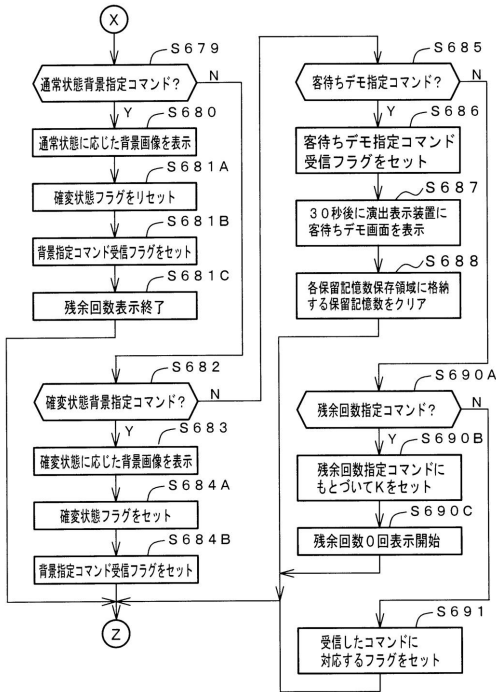 X
S679
通常状態背景指定コマンド?
N
Y
S680
通常状態に応じた背景画像を表示
S681A
確変状態フラグをリセット
S681B
背景指定コマンド受信フラグをセット
S681C
残余回数表示終了
S682
確変状態背景指定コマンド?
N
Y
S683
確変状態に応じた背景画像を表示
S684A
確変状態フラグをセット
S684B
背景指定コマンド受信フラグをセット
Z
S685
客待ちデモ指定コマンド?
N
Y
S686
客待ちデモ指定コマンド
受信フラグをセット
S687
30秒後に演出表示装置に
客待ちデモ画面を表示
S688
各保留記憶数保存領域に格納
する保留記憶数をクリア
S690A
残余回数指定コマンド?
N
Y
S690B
残余回数指定コマンドに
もとづいてKをセット
S690C
残余回数0回表示開始
S691
受信したコマンドに
対応するフラグをセット